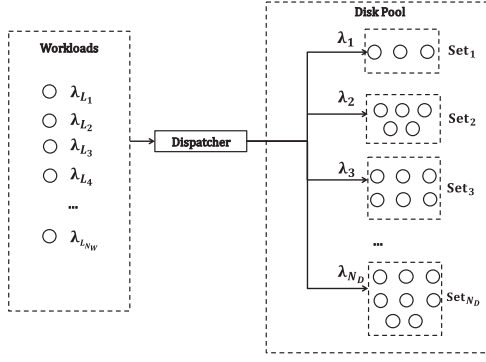 Disk Pool
Workloads
λ_{L_1}
λ_{L_2}
λ_{L_3}
λ_{L_4}
...
λ_{L_{N_W}}
Dispatcher
λ_1
Set_1
λ_2
Set_2
λ_3
Set_3
...
λ_{N_D}
Set_{N_D}